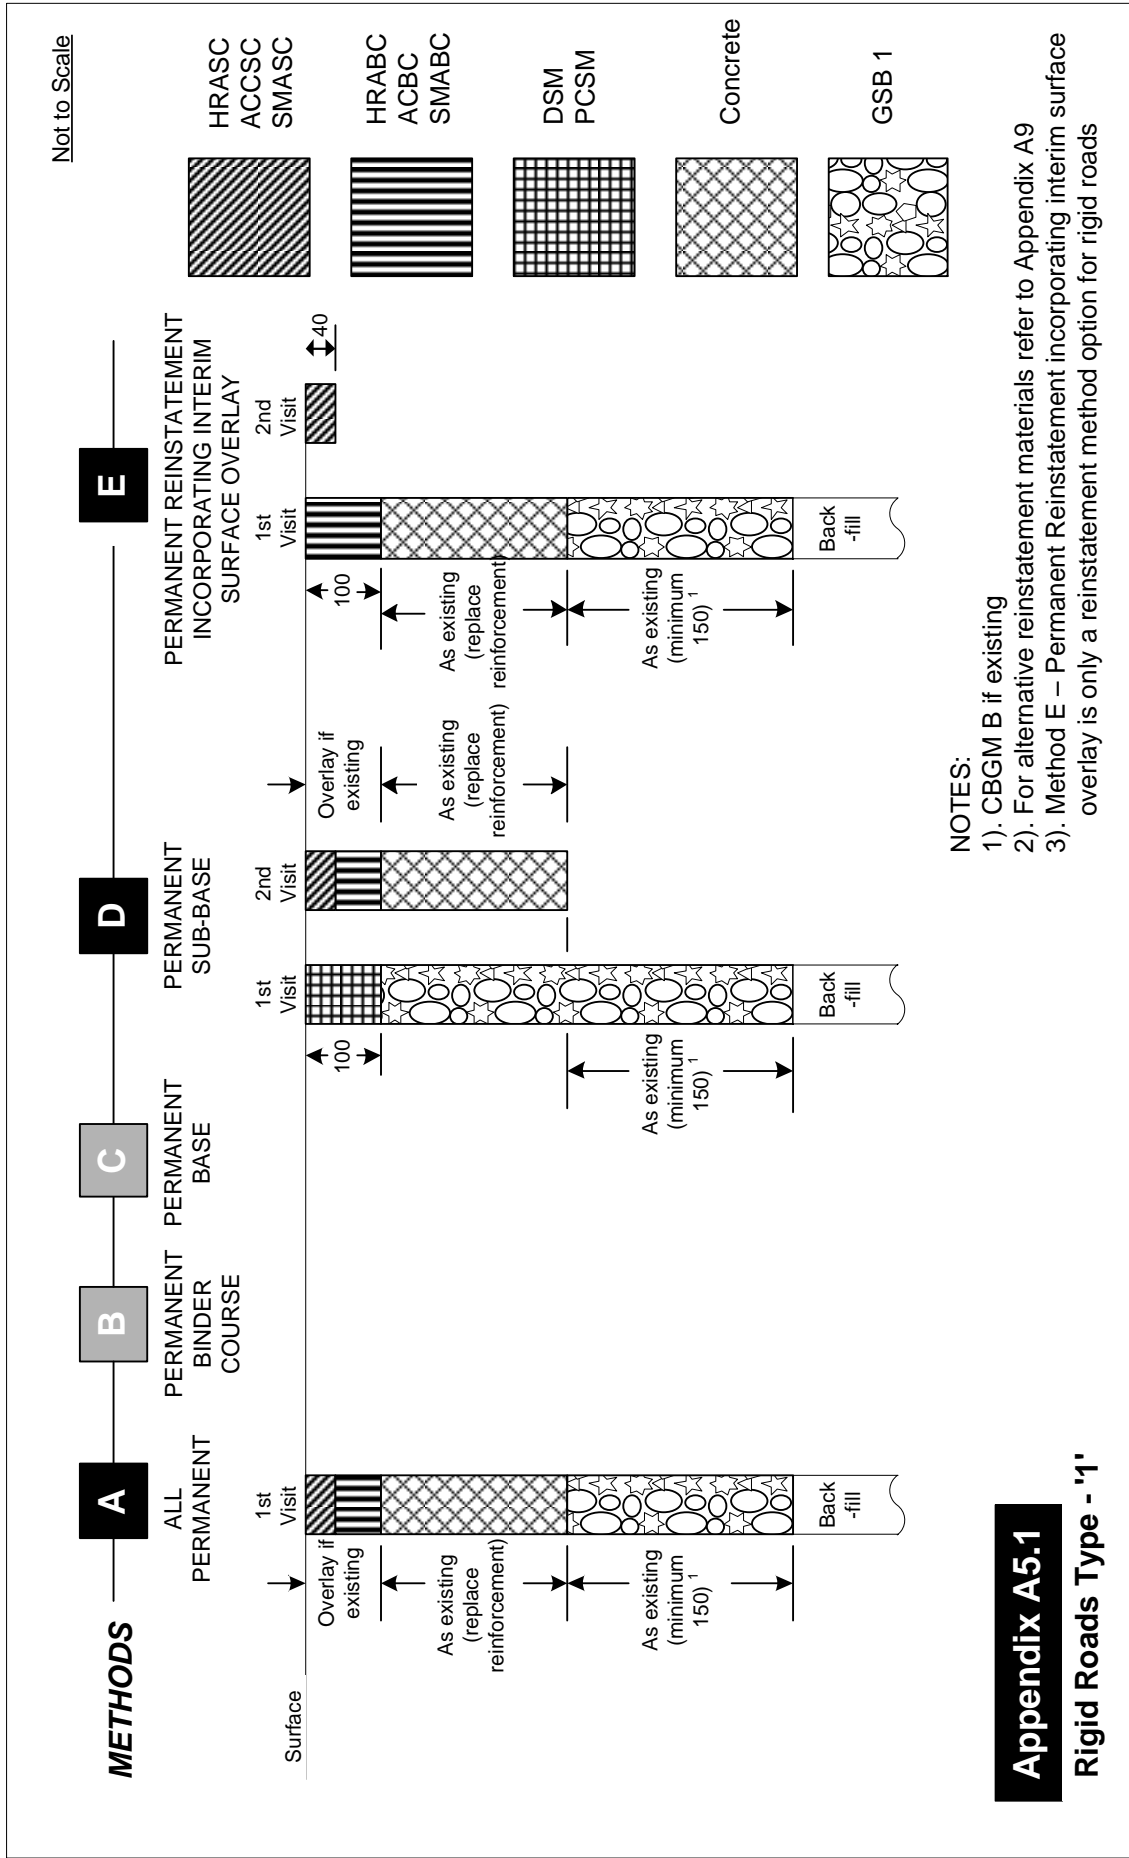 Not to Scale
METHODS
A
ALL
PERMANENT
B
PERMANENT
BINDER
COURSE
C
PERMANENT
BASE
D
PERMANENT
SUB-BASE
E
PERMANENT REINSTATEMENT
INCORPORATING INTERIM
SURFACE OVERLAY
Surface
1st
Visit
Overlay if
existing
As existing
(replace
reinforcement)
As existing
(minimum
150) 1
Back
-fill
1st
Visit
100
As existing
(minimum
150) 1
Back
-fill
2nd
Visit
Overlay if
existing
As existing
(replace
reinforcement)
1st
Visit
100
As existing
(replace
reinforcement)
As existing
(minimum
150) 1
Back
-fill
2nd
Visit
40
HRASC
ACCSC
SMASC
HRABC
ACBC
SMABC
DSM
PCSM
Concrete
GSB 1
NOTES:
1). CBGM B if existing
2). For alternative reinstatement materials refer to Appendix A9
3). Method E – Permanent Reinstatement incorporating interim surface
overlay is only a reinstatement method option for rigid roads
Appendix A5.1
Rigid Roads Type - '1'